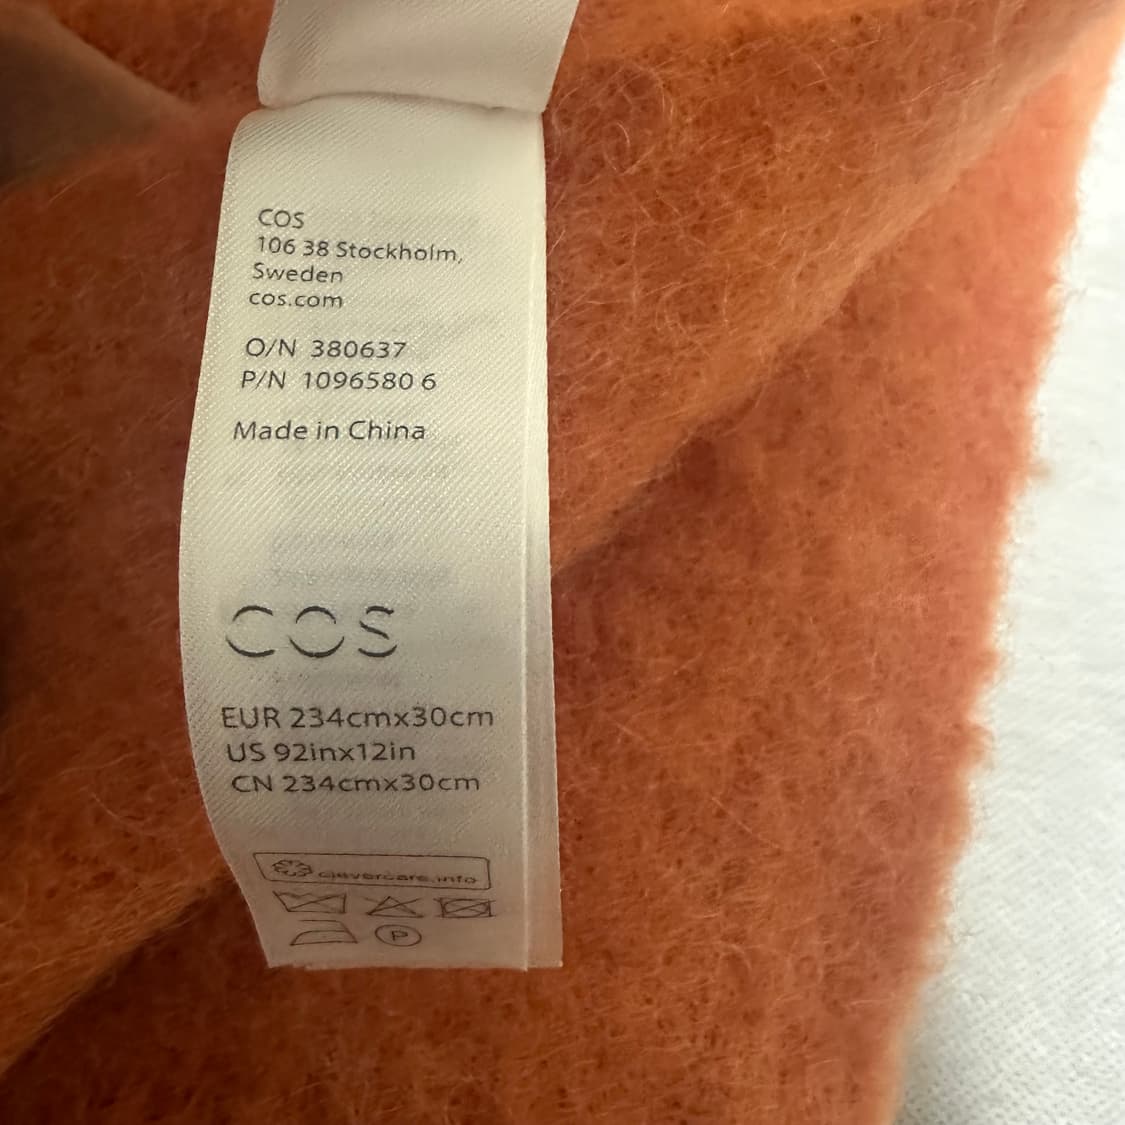 COS
106 38 Stockholm,
Sweden
cos.com
O/N 380637
P/N 1096580 6
Made in China
COS
EUR 234cmx30cm
US 92inx12in
CN 234cmx30cm
clevercare.info
P